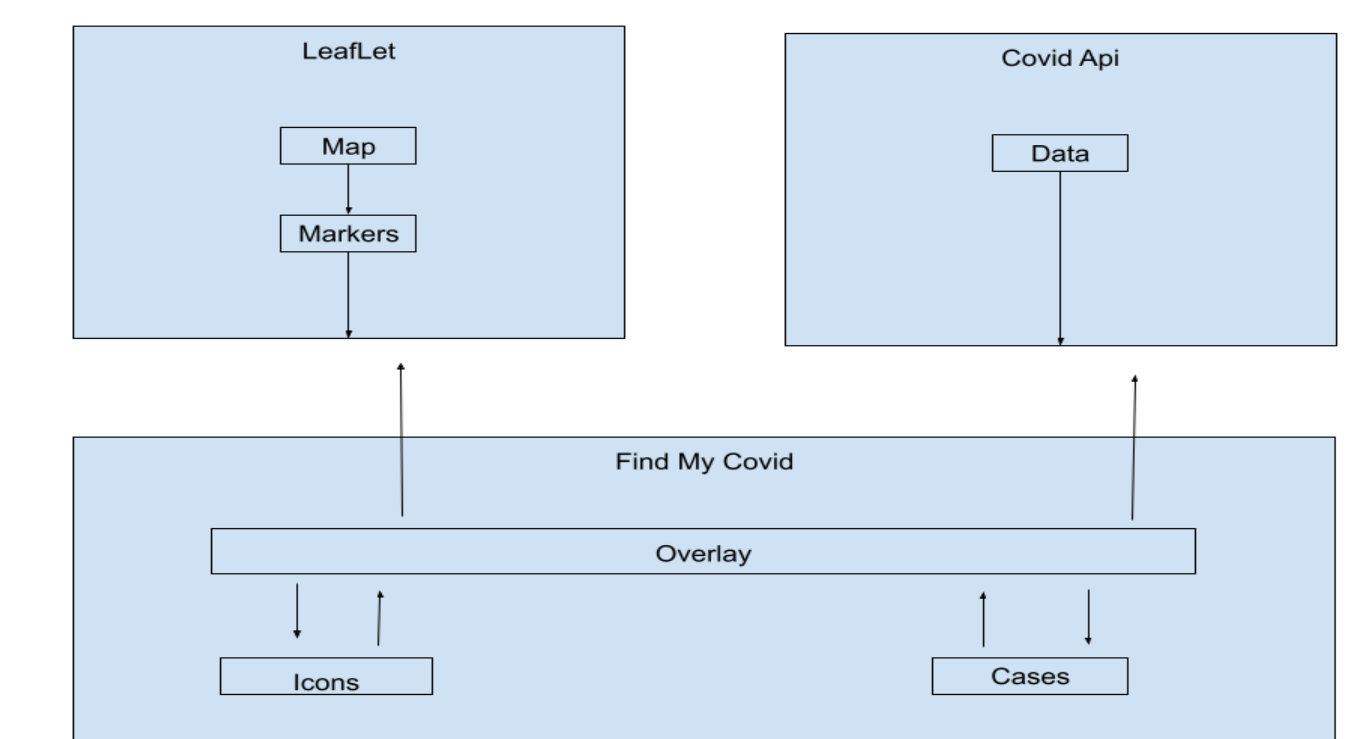 LeafLet
Map
Markers
Covid Api
Data
Find My Covid
Overlay
Icons
Cases